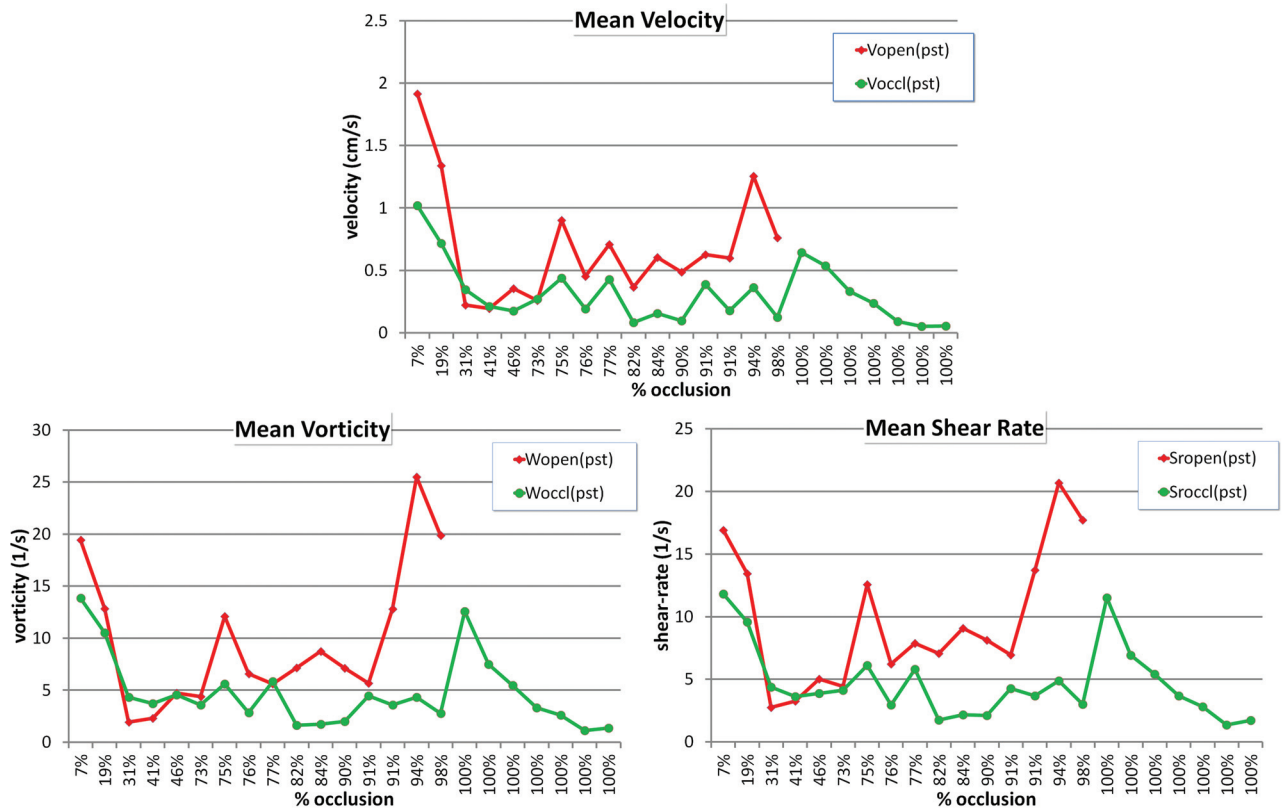 Mean Velocity
2.5
2
1.5
1
0.5
0
velocity (cm/s)
Vopen(pst)
Voccl(pst)
7% 19% 31% 41% 46% 73% 75% 76% 77% 82% 84% 90% 91% 91% 94% 98% 100% 100% 100% 100% 100% 100% 100%
% occlusion
Mean Vorticity
30
25
20
15
10
5
0
vorticity (1/s)
Wopen(pst)
Woccl(pst)
7% 19% 31% 41% 46% 73% 75% 76% 77% 82% 84% 90% 91% 91% 94% 98% 100% 100% 100% 100% 100% 100% 100%
% occlusion
Mean Shear Rate
25
20
15
10
5
0
shear-rate (1/s)
Sropen(pst)
Sroccl(pst)
7% 19% 31% 41% 46% 73% 75% 76% 77% 82% 84% 90% 91% 91% 94% 98% 100% 100% 100% 100% 100% 100% 100%
% occlusion